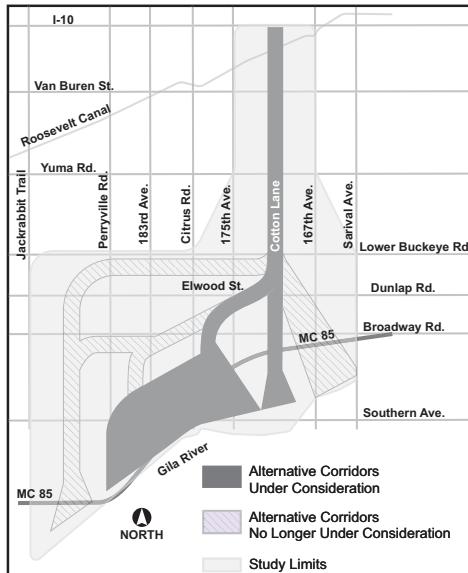 I-10
Van Buren St.
Roosevelt Canal
Yuma Rd.
Jackrabbit Trail
Perryville Rd.
183rd Ave.
Citrus Rd.
175th Ave.
Cotton Lane
167th Ave.
Sarival Ave.
Lower Buckeye Rd
Elwood St.
Dunlap Rd.
Broadway Rd.
MC 85
Southern Ave.
Gila River
MC 85
NORTH
Alternative Corridors
Under Consideration
Alternative Corridors
No Longer Under Consideration
Study Limits